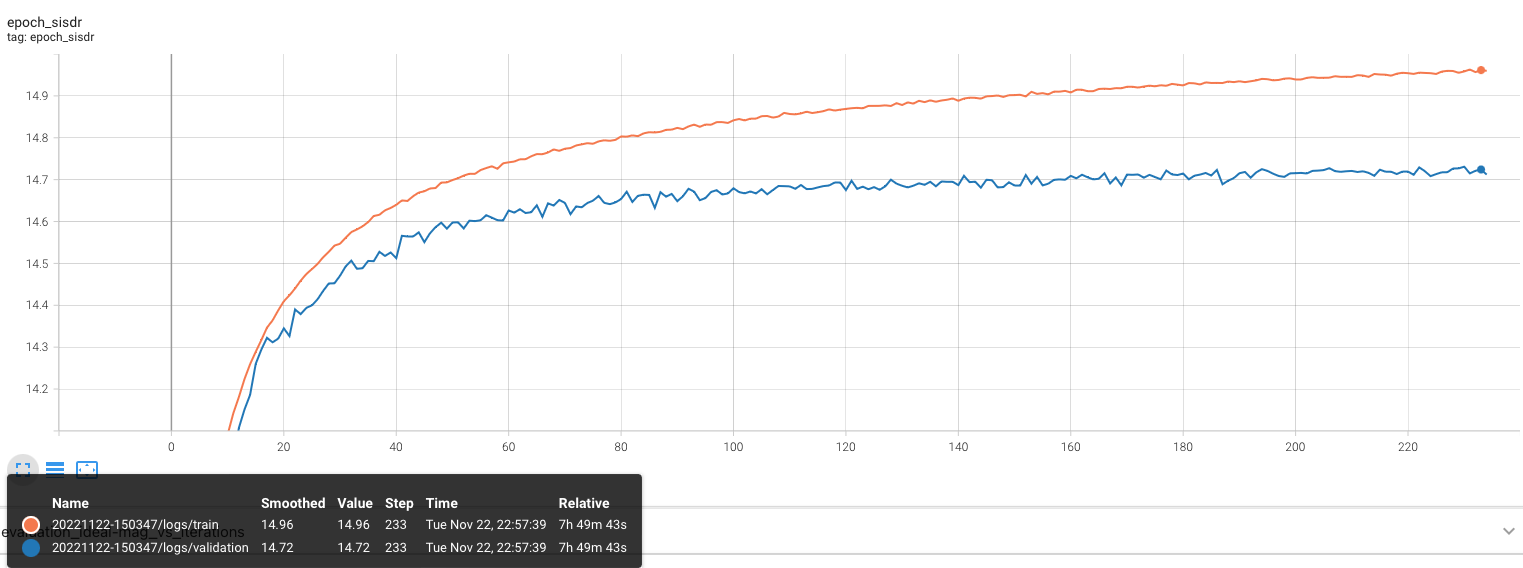 epoch_sisdr
tag: epoch_sisdr
14.9
14.8
14.7
14.6
14.5
14.4
14.3
14.2
0 20 40 60 80 100 120 140 160 180 200 220
Name Smoothed Value Step Time Relative
20221122-150347/logs/train 14.96 14.96 233 Tue Nov 22, 22:57:39 7h 49m 43s
evaluation_ideal-mag_vs_iterations
20221122-150347/logs/validation 14.72 14.72 233 Tue Nov 22, 22:57:39 7h 49m 43s